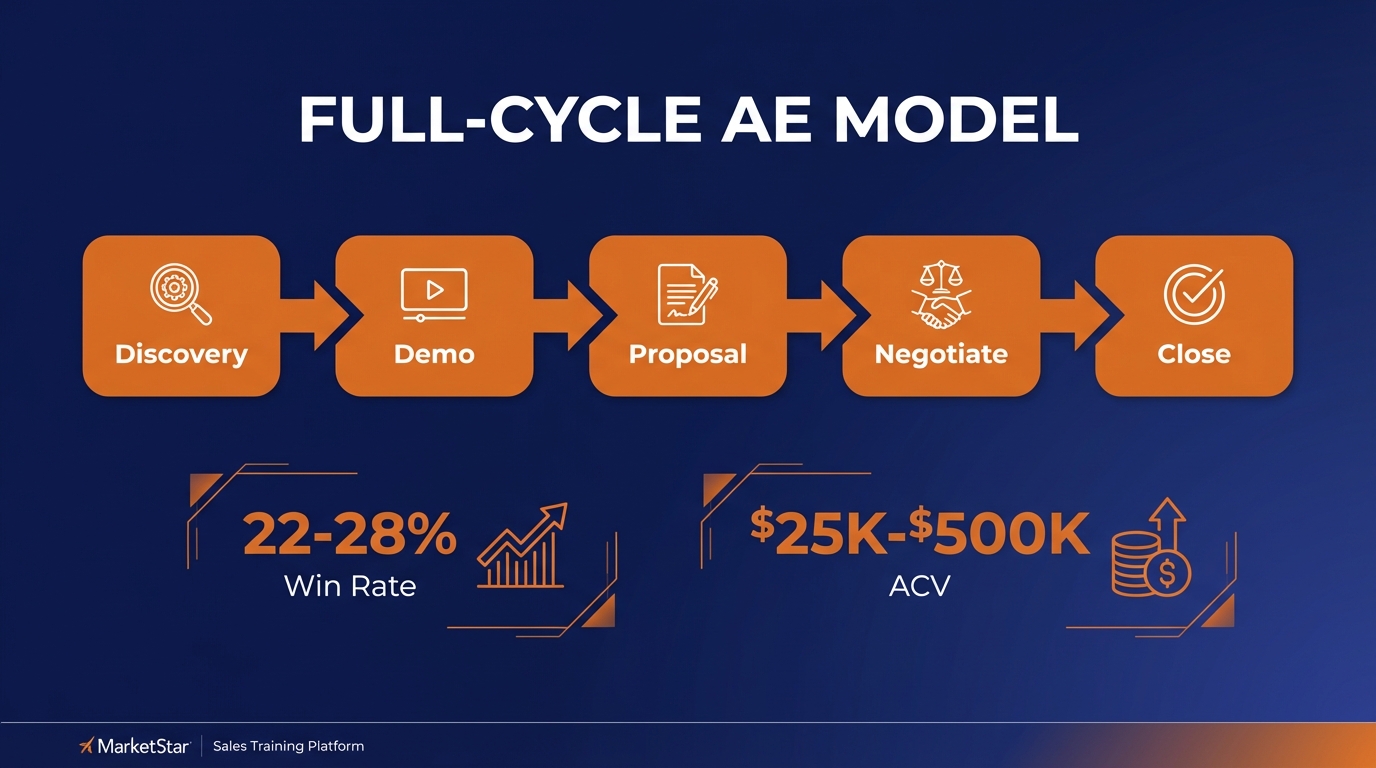 FULL-CYCLE AE MODEL
Discovery
Demo
Proposal
Negotiate
Close
22-28%
Win Rate
$25K-$500K
ACV
MarketStar
Sales Training Platform